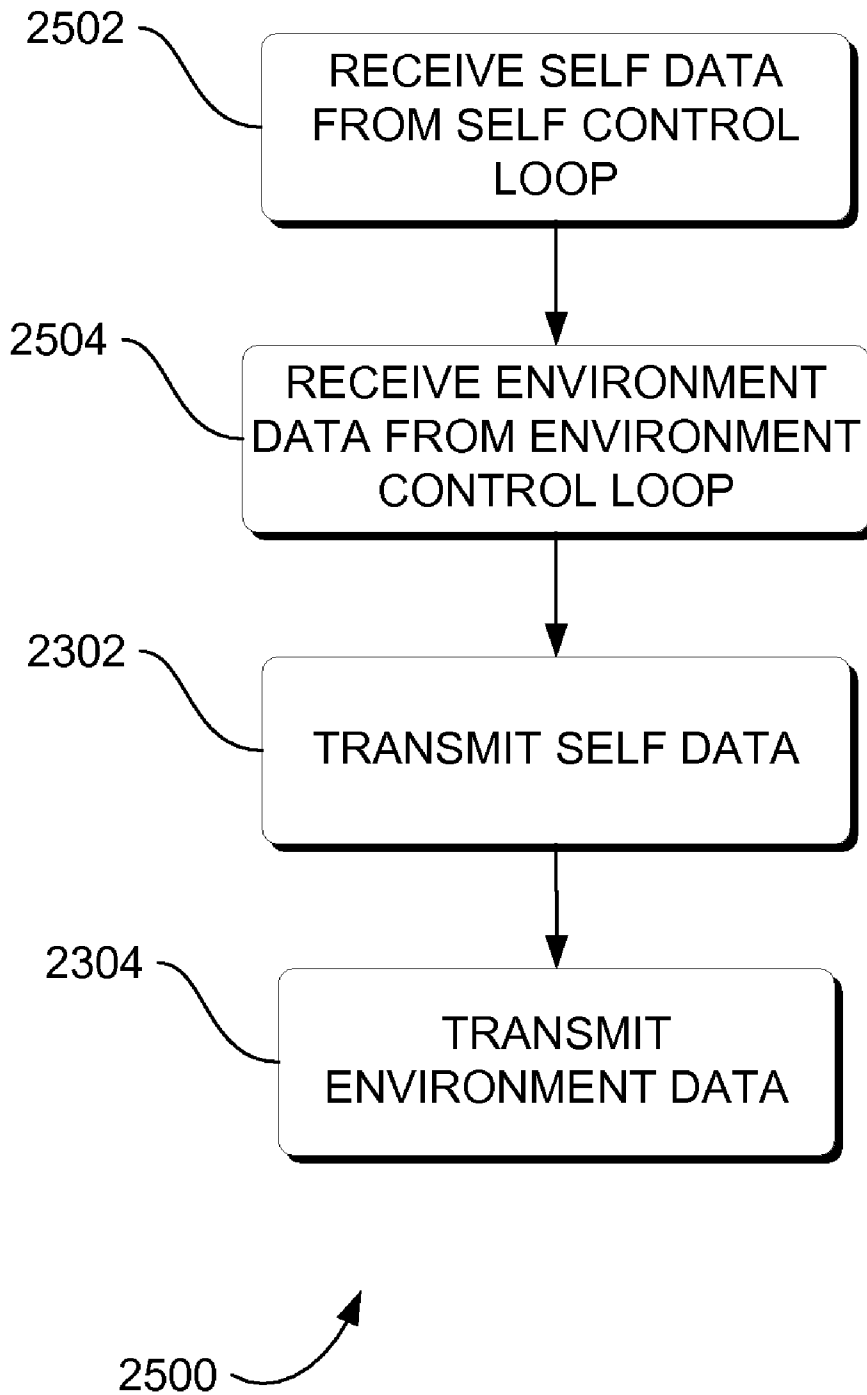 2502
RECEIVE SELF DATA
FROM SELF CONTROL
LOOP
2504
RECEIVE ENVIRONMENT
DATA FROM ENVIRONMENT
CONTROL LOOP
2302
TRANSMIT SELF DATA
2304
TRANSMIT
ENVIRONMENT DATA
2500